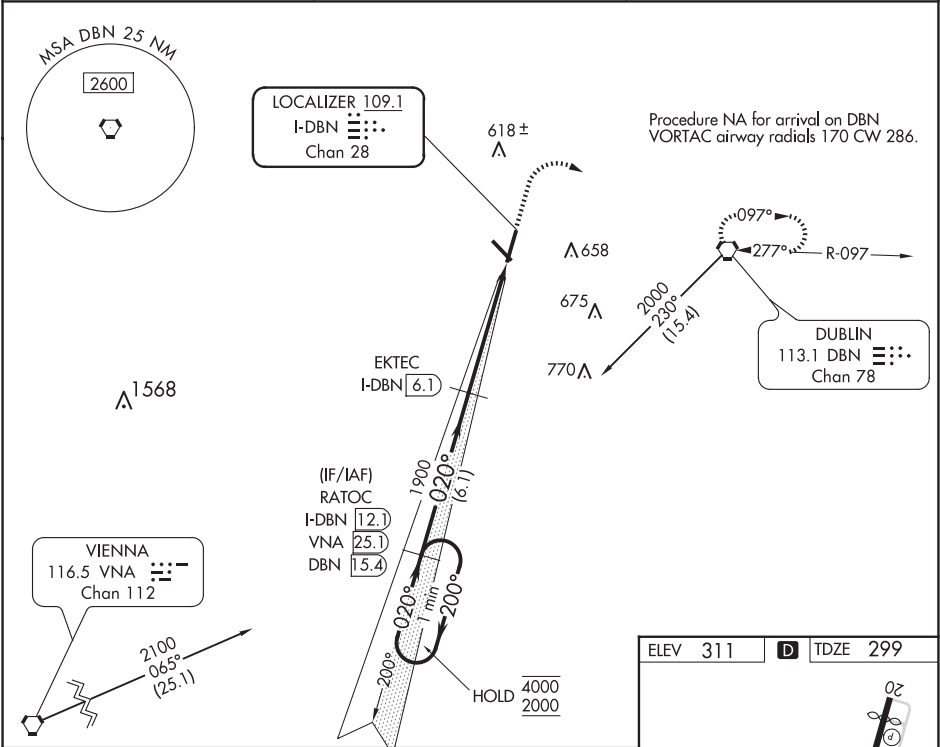 MSA DBN 25 NM
2600
LOCALIZER 109.1
I-DBN
Chan 28
618 ±
Procedure NA for arrival on DBN
VORTAC airway radials 170 CW 286.
097°
277°
R-097
658
675
770
2000
230°
(15.4)
DUBLIN
113.1 DBN
Chan 78
EKTEC
I-DBN 6.1
1568
1900
020°
(6.1)
(IF/IAF)
RATOC
I-DBN 12.1
VNA 25.1
DBN 15.4
020°
1 min
200°
200°
HOLD 4000
2000
VIENNA
116.5 VNA
Chan 112
2100
065°
(25.1)
ELEV 311 D TDZE 299
20
P